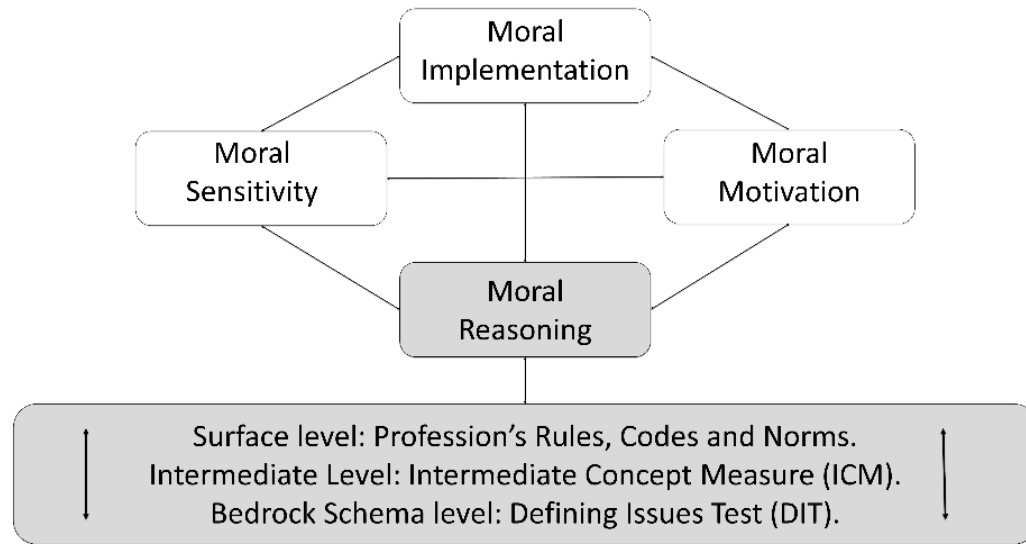 Moral
Implementation
Moral
Sensitivity
Moral
Motivation
Moral
Reasoning
Surface level: Profession's Rules, Codes and Norms.
Intermediate Level: Intermediate Concept Measure (ICM).
Bedrock Schema level: Defining Issues Test (DIT).